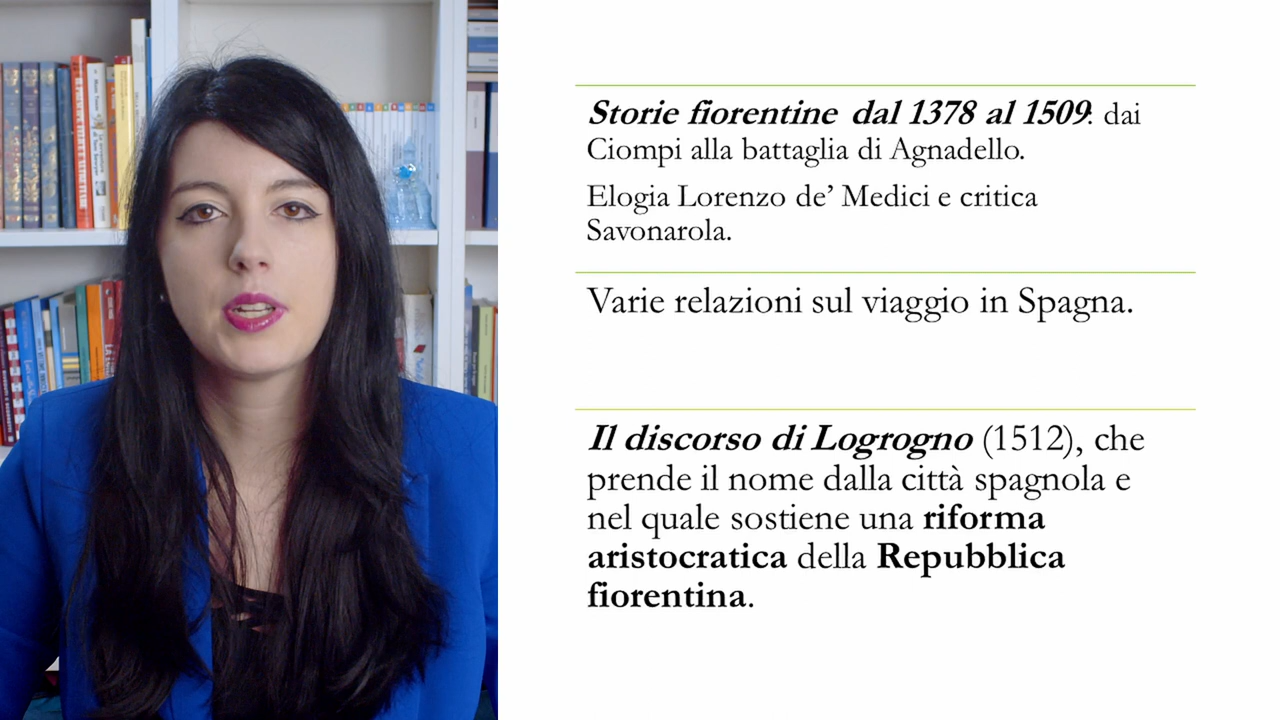 Storie fiorentine dal 1378 al 1509: dai
Ciompi alla battaglia di Agnadello.
Elogia Lorenzo de’ Medici e critica
Savonarola.
Varie relazioni sul viaggio in Spagna.
Il discorso di Logrogno (1512), che
prende il nome dalla città spagnola e
nel quale sostiene una riforma
aristocratica della Repubblica
fiorentina.